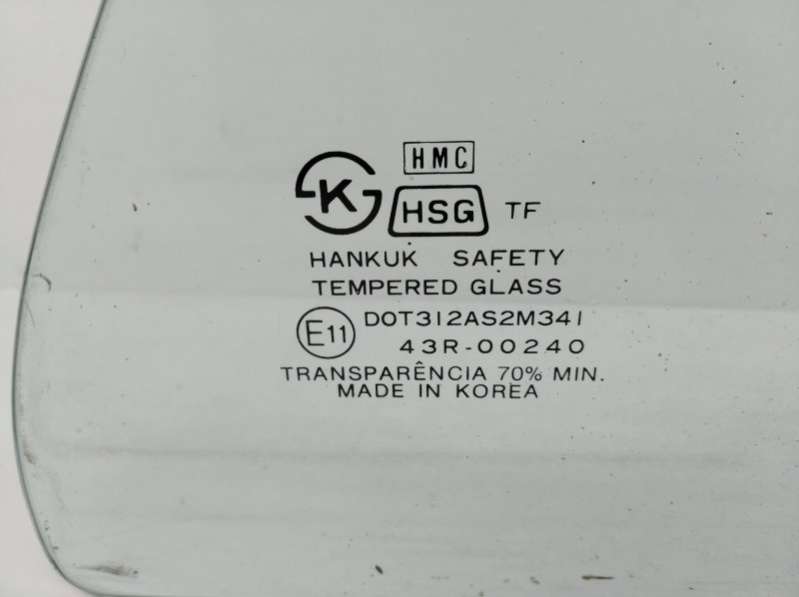 HMC
K
HSG TF
HANKUK SAFETY
TEMPERED GLASS
E11 DOT312AS2M341
43R-00240
TRANSPARÊNCIA 70% MIN.
MADE IN KOREA